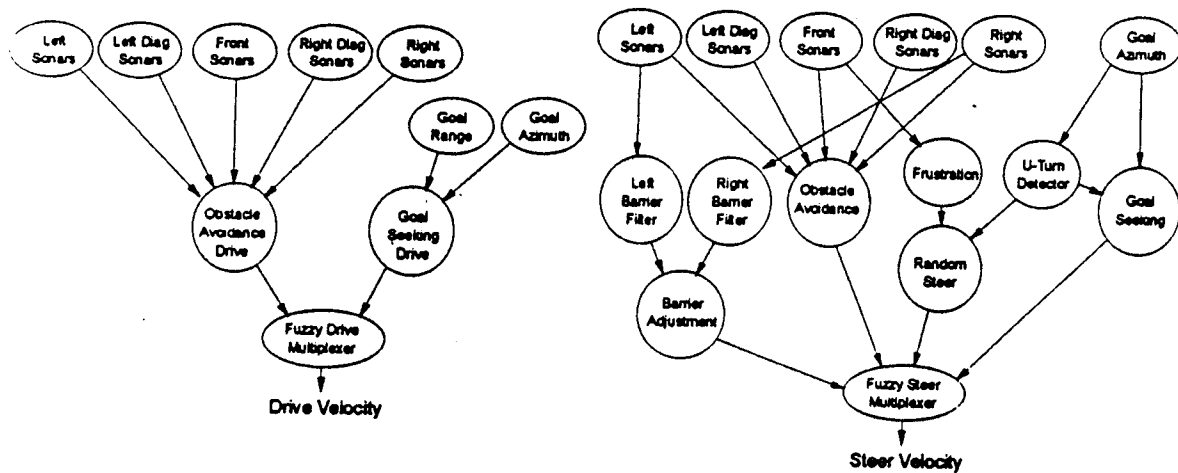 Left
Sonars
Left Diag
Sonars
Front
Sonars
Right Diag
Sonars
Right
Sonars
Goal
Range
Goal
Azimuth
Obstacle
Avoidance
Drive
Goal
Seeking
Drive
Fuzzy Drive
Multiplexer
Drive Velocity
Left
Sonars
Left Diag
Sonars
Front
Sonars
Right Diag
Sonars
Right
Sonars
Goal
Azimuth
Left
Barrier
Filter
Right
Barrier
Filter
Obstacle
Avoidance
Frustration
U-Turn
Detector
Goal
Seeking
Random
Steer
Barrier
Adjustment
Fuzzy Steer
Multiplexer
Steer Velocity